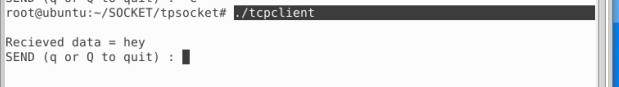 root@ubuntu:~/SOCKET/tpsocket# ./tcpclient
Recieved data = hey
SEND (q or Q to quit) :